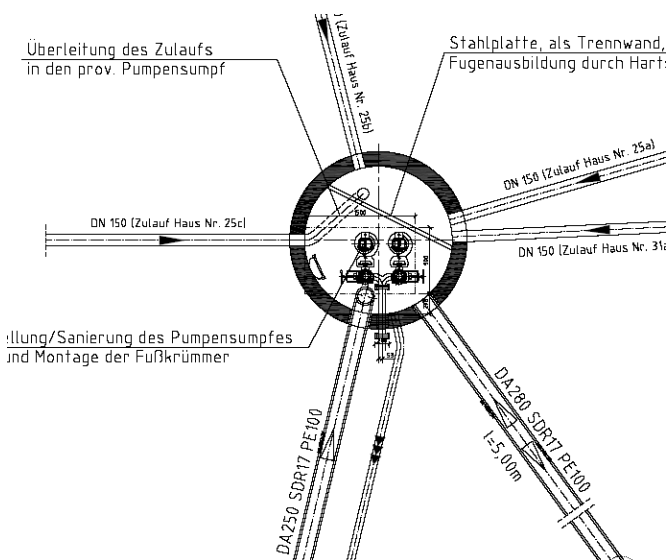 Überleitung des Zulaufs
in den prov. Pumpensumpf
Stahlplatte, als Trennwand,
Fugenausbildung durch Hart
(Zulauf Haus Nr. 25b)
DN 150 (Zulauf Haus Nr. 25a)
DN 150 (Zulauf Haus Nr. 25c)
DN 150 (Zulauf Haus Nr. 31a
ellung/Sanierung des Pumpensumpfes
und Montage der Fußkrümmer
DA250 SDR17 PE100
DA280 SDR17 PE100
l=5,00m